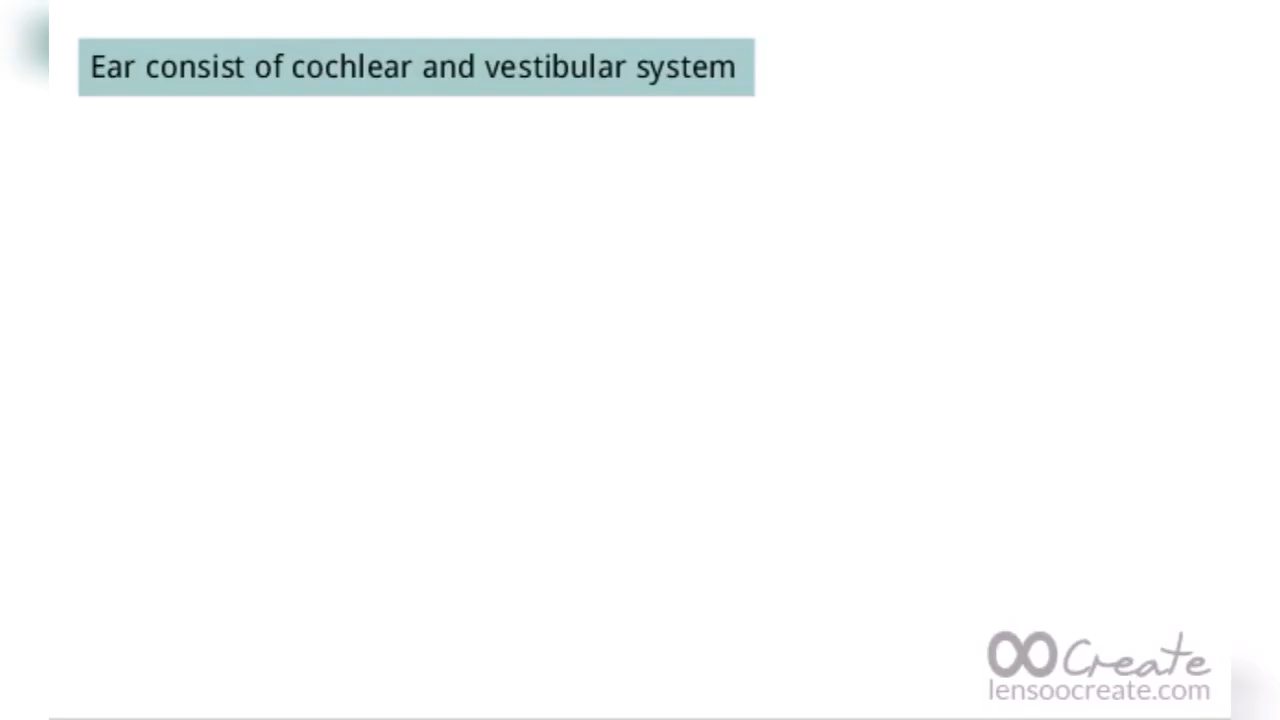 Ear consist of cochlear and vestibular system
Create
lensoocreate.com